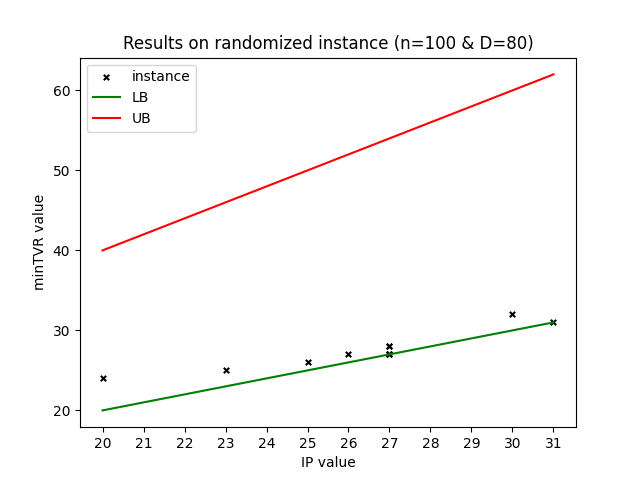 Results on randomized instance (n=100 & D=80)
instance
LB
UB
60
50
40
30
20
minTVR value
20 21 22 23 24 25 26 27 28 29 30 31
IP value